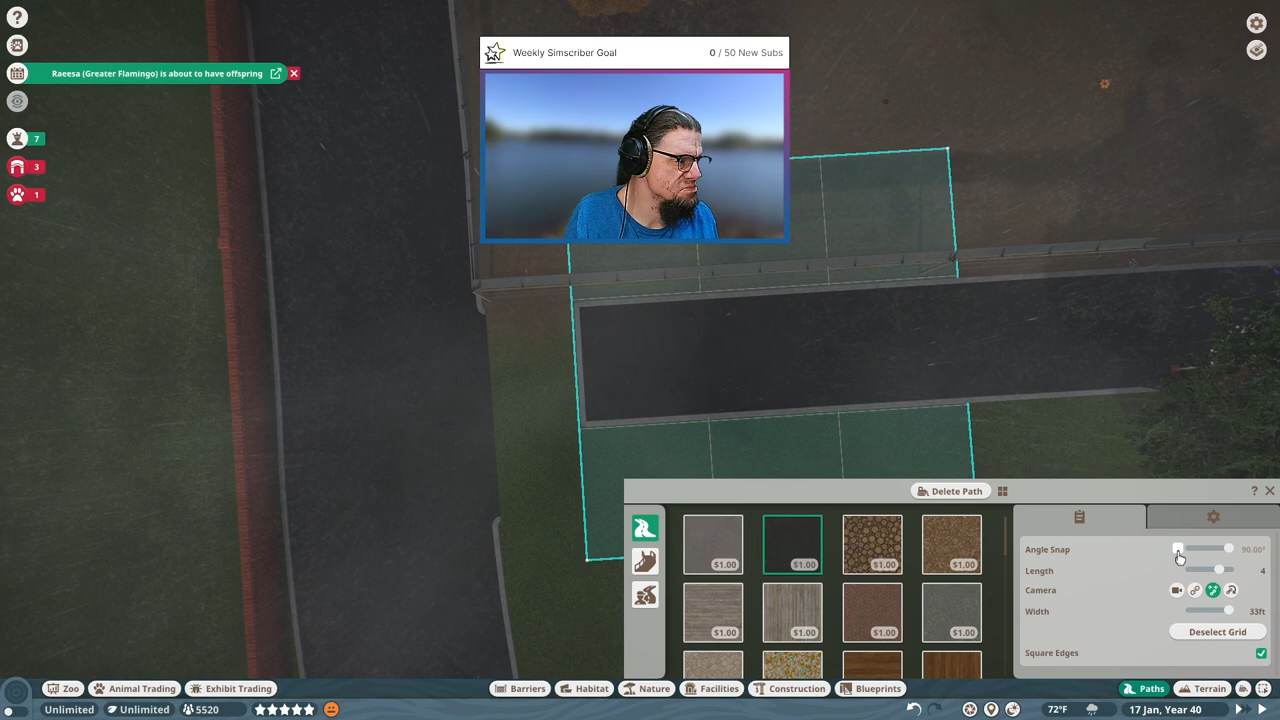 Weekly Simscriber Goal 0 / 50 New Subs
Raeesa (Greater Flamingo) is about to have offspring
7
3
1
Delete Path
?
Angle Snap 90.00°
Length 4
Camera
Width 33ft
Deselect Grid
Square Edges
$1.00 $1.00 $1.00 $1.00
$1.00 $1.00 $1.00 $1.00
Zoo Animal Trading Exhibit Trading Barriers Habitat Nature Facilities Construction Blueprints Paths Terrain
Unlimited Unlimited 5520 72°F 17 Jan, Year 40